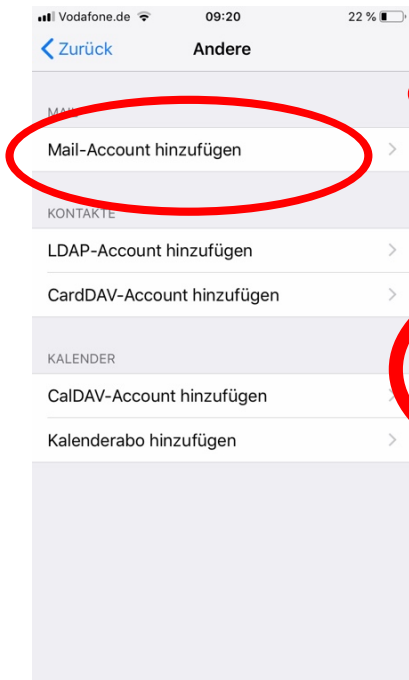 Vodafone.de 09:20 22 %
Zurück Andere
MAIL
Mail-Account hinzufügen
KONTAKTE
LDAP-Account hinzufügen
CardDAV-Account hinzufügen
KALENDER
CalDAV-Account hinzufügen
Kalenderabo hinzufügen